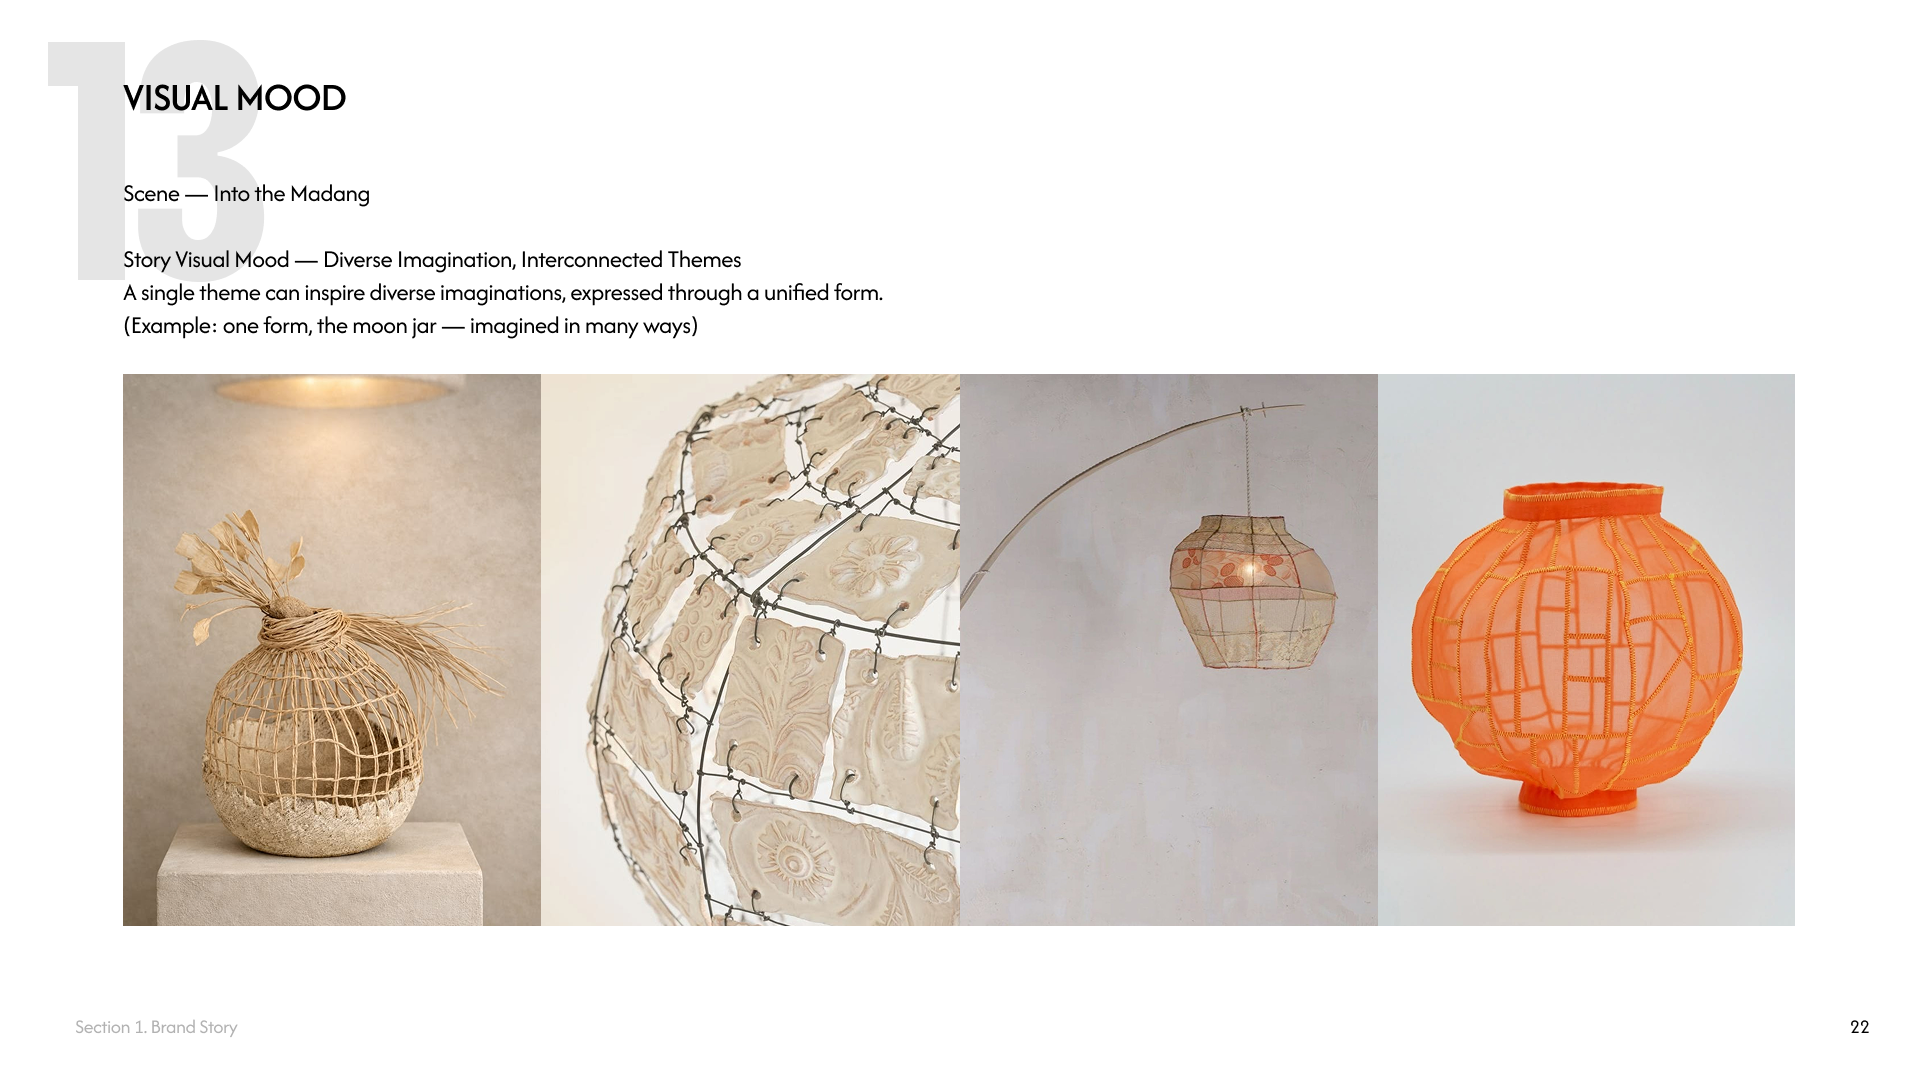 13
VISUAL MOOD
Scene — Into the Madang
Story Visual Mood — Diverse Imagination, Interconnected Themes
A single theme can inspire diverse imaginations, expressed through a unified form.
(Example: one form, the moon jar — imagined in many ways)
Section 1. Brand Story
22